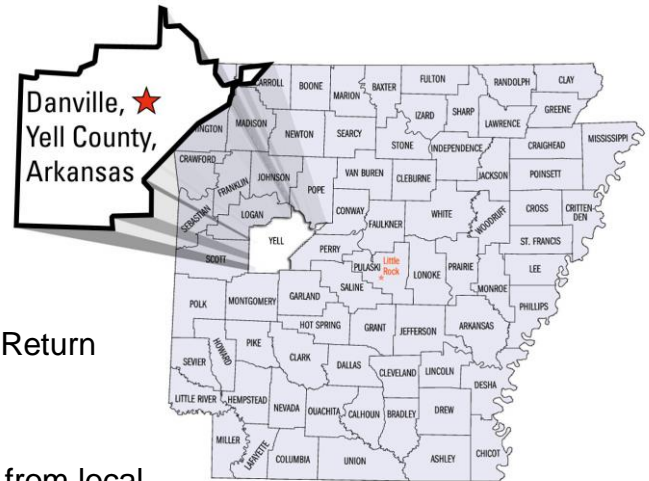 Danville,
Yell County,
Arkansas
CARROLL BOONE MARION BAXTER FULTON RANDOLPH CLAY
MADISON NEWTON SEARCY STONE IZARD SHARP LAWRENCE GREENE
INDEPENDENCE CRAIGHEAD MISSISSIPPI
CRAWFORD FRANKLIN JOHNSON POPE VAN BUREN CLEBURNE JACKSON POINSETT
SEBASTIAN LOGAN CONWAY FAULKNER WHITE WOODRUFF CROSS CRITTEN-
DEN
YELL PERRY ST. FRANCIS
SCOTT PULASKI Little
Rock LONOKE PRAIRIE MONROE LEE
SALINE PHILLIPS
POLK MONTGOMERY GARLAND
HOT SPRING GRANT JEFFERSON ARKANSAS
Return
SEVIER HOWARD PIKE CLARK DALLAS CLEVELAND LINCOLN DESHA
LITTLE RIVER HEMPSTEAD NEVADA OUACHITA CALHOUN BRADLEY DREW
MILLER LAFAYETTE COLUMBIA UNION ASHLEY CHICOT
from local